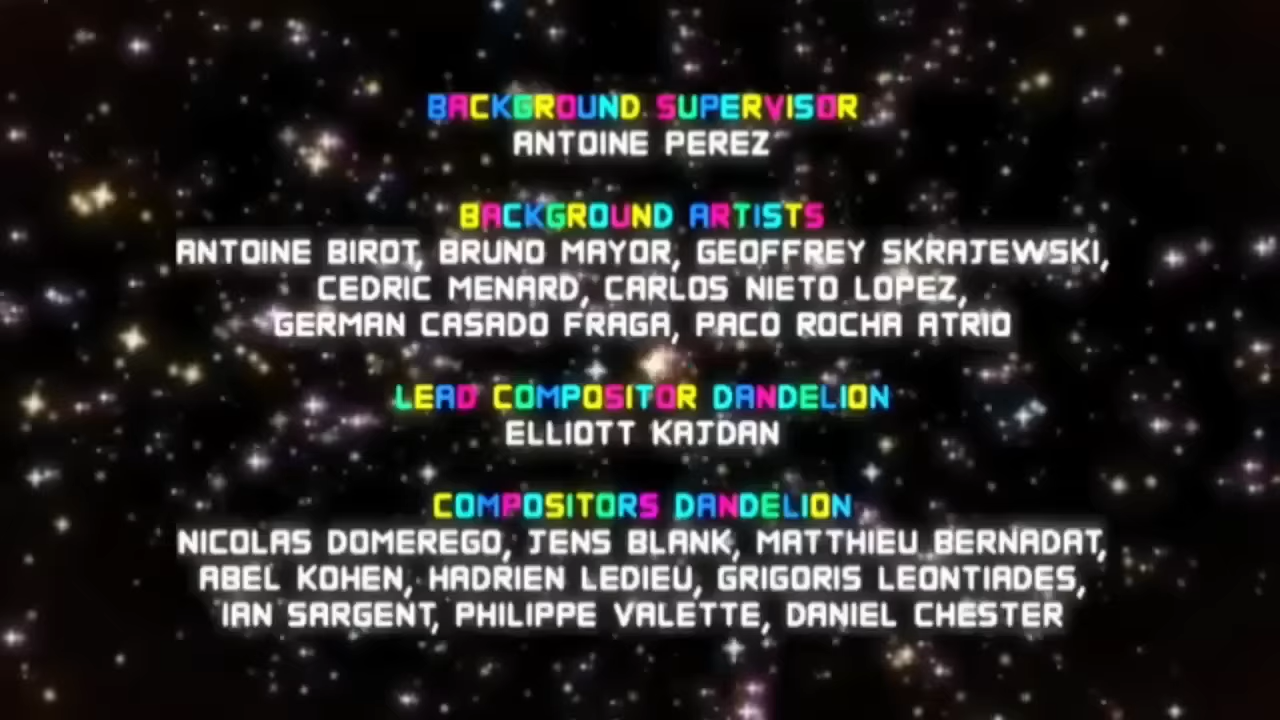 BACKGROUND SUPERVISOR
ANTOINE PEREZ
BACKGROUND ARTISTS
ANTOINE BIROT, BRUNO MAYOR, GEOFFREY SKRAJEWSKI,
CEDRIC MENARD, CARLOS NIETO LOPEZ,
GERMAN CASADO FRAGA, PACO ROCHA ATRIO
LEAD COMPOSITOR DANDELION
ELLIOTT KAJDAN
COMPOSITORS DANDELION
NICOLAS DOMEREGO, JENS BLANK, MATTHIEU BERNADAT,
ABEL KOHEN, HADRIEN LEDIEU, GRIGORIS LEONTIADES,
IAN SARGENT, PHILIPPE VALETTE, DANIEL CHESTER